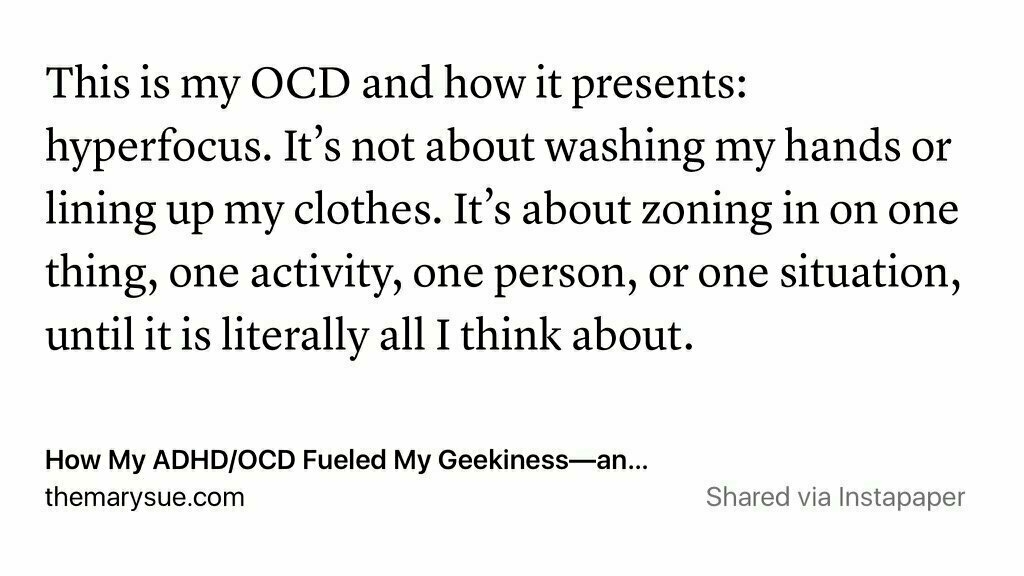 This is my OCD and how it presents:
hyperfocus. It’s not about washing my hands or
lining up my clothes. It’s about zoning in on one
thing, one activity, one person, or one situation,
until it is literally all I think about.
How My ADHD/OCD Fueled My Geekiness—an...
themarysue.com
Shared via Instapaper